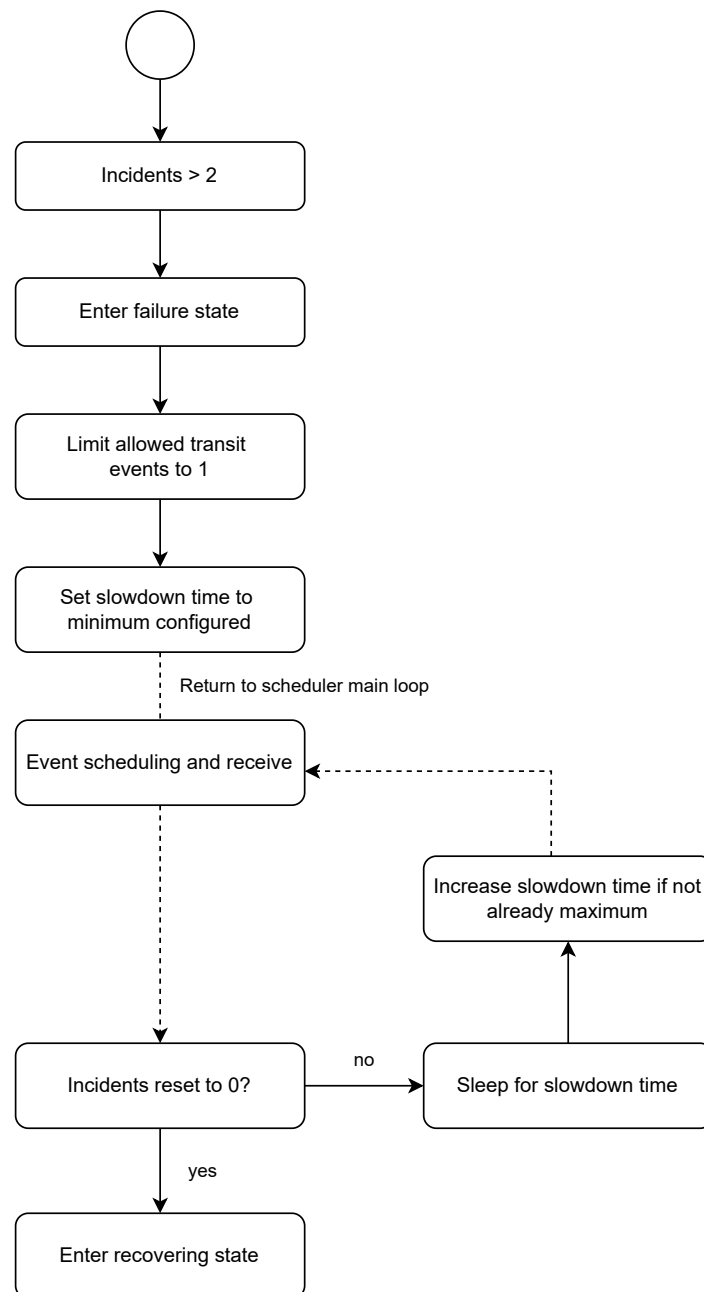 Incidents > 2
Enter failure state
Limit allowed transit
events to 1
Set slowdown time to
minimum configured
Return to scheduler main loop
Event scheduling and receive
Increase slowdown time if not
already maximum
Incidents reset to 0?
no
Sleep for slowdown time
yes
Enter recovering state